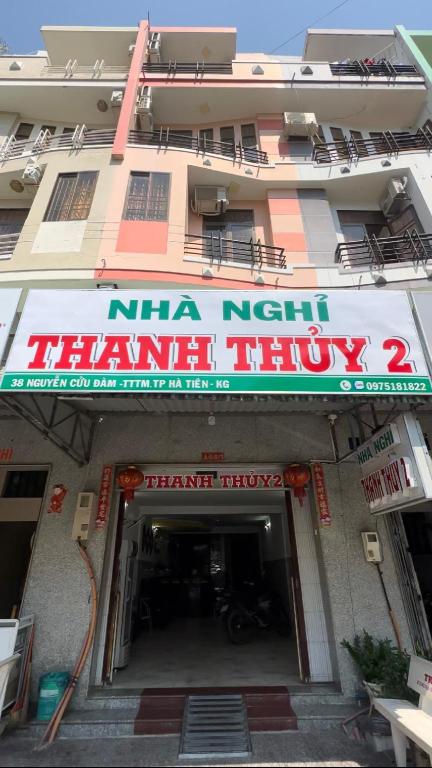 NHÀ NGHỈ
THANH THỦY 2
38 NGUYỄN CỬU ĐÀM -TTTM.TP HÀ TIÊN - KG
0975181822
THANH THỦY2
NHÀ NGHỈ
THANH THỦY 2